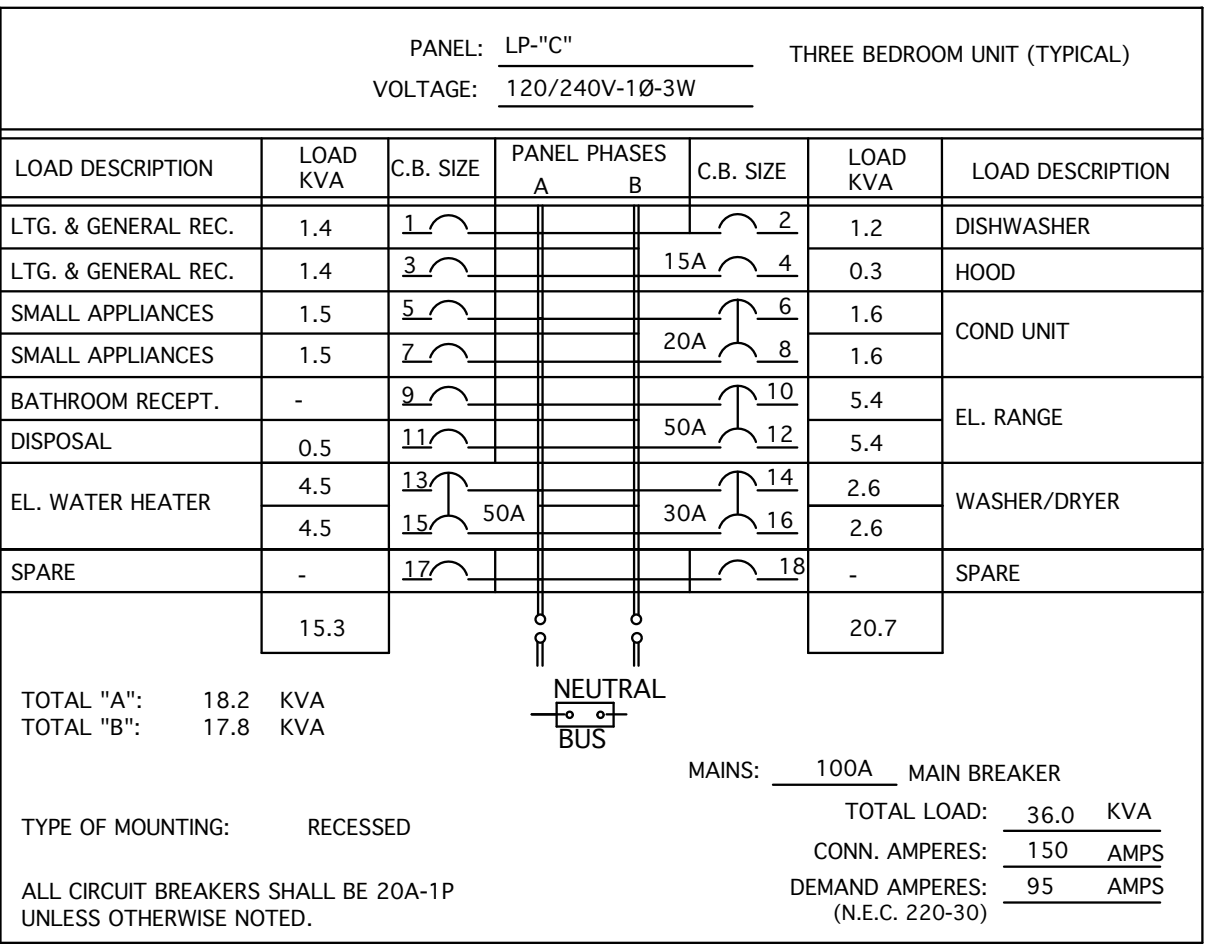 PANEL: LP-"C"
THREE BEDROOM UNIT (TYPICAL)
VOLTAGE: 120/240V-1Ø-3W
LOAD DESCRIPTION LOAD KVA C.B. SIZE PANEL PHASES A B C.B. SIZE LOAD KVA LOAD DESCRIPTION
LTG. & GENERAL REC. 1.4 1 2 1.2 DISHWASHER
LTG. & GENERAL REC. 1.4 3 15A 4 0.3 HOOD
SMALL APPLIANCES 1.5 5 6 1.6
COND UNIT
SMALL APPLIANCES 1.5 7 20A 8 1.6
BATHROOM RECEPT. - 9 10 5.4
EL. RANGE
DISPOSAL 0.5 11 50A 12 5.4
EL. WATER HEATER 4.5 13 14 2.6 WASHER/DRYER
4.5 15 50A 30A 16 2.6
SPARE - 17 18 - SPARE
15.3 20.7
TOTAL "A": 18.2 KVA
TOTAL "B": 17.8 KVA
NEUTRAL
BUS
MAINS: 100A MAIN BREAKER
TYPE OF MOUNTING: RECESSED
TOTAL LOAD: 36.0 KVA
CONN. AMPERES: 150 AMPS
DEMAND AMPERES: 95 AMPS
(N.E.C. 220-30)
ALL CIRCUIT BREAKERS SHALL BE 20A-1P
UNLESS OTHERWISE NOTED.